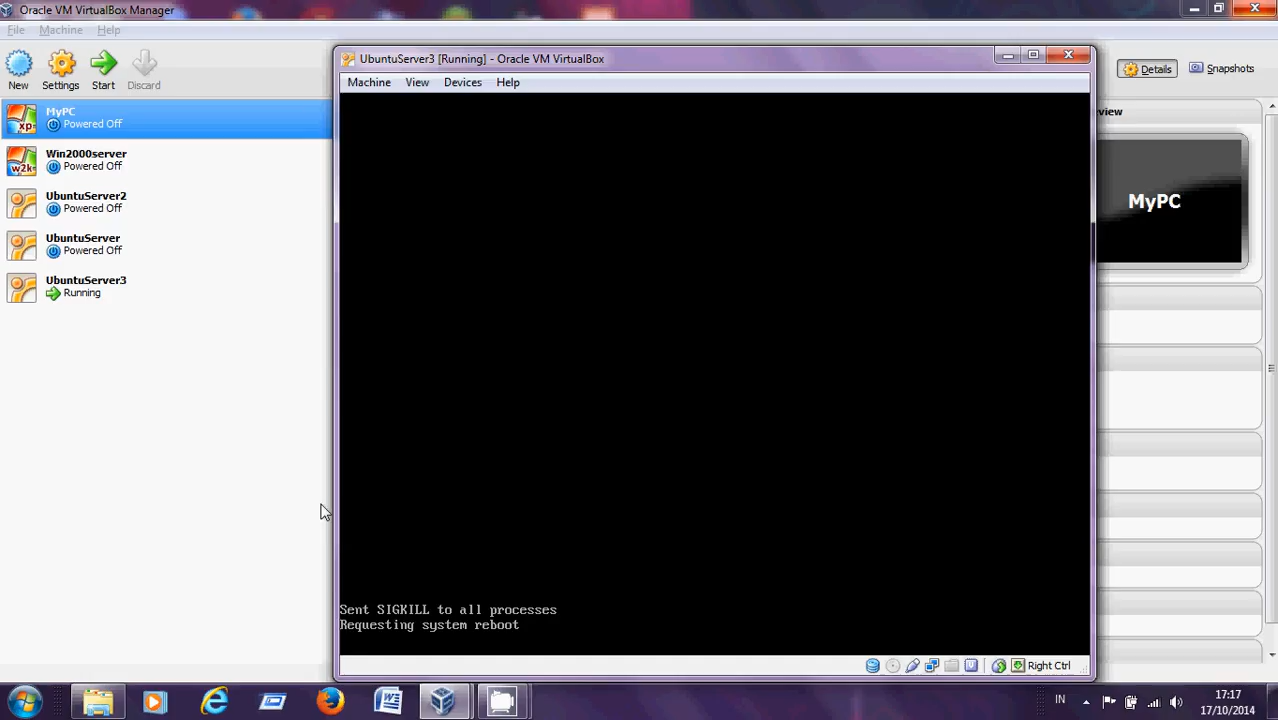 Oracle VM VirtualBox Manager
File Machine Help
New Settings Start Discard
Details Snapshots
MyPC
Powered Off
Win2000server
Powered Off
UbuntuServer2
Powered Off
UbuntuServer
Powered Off
UbuntuServer3
Running
xp
w2k
UbuntuServer3 [Running] - Oracle VM VirtualBox
Machine View Devices Help
Sent SIGKILL to all processes
Requesting system reboot
Right Ctrl
MyPC
IN
17:17
17/10/2014